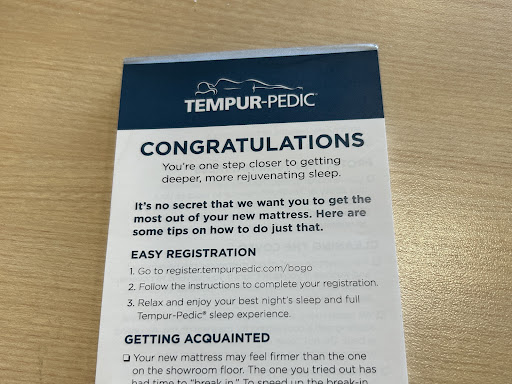 TEMPUR-PEDIC
CONGRATULATIONS
You're one step closer to getting
deeper, more rejuvenating sleep.
It's no secret that we want you to get the
most out of your new mattress. Here are
some tips on how to do just that.
EASY REGISTRATION
1. Go to register.tempurpedic.com/bogo
2. Follow the instructions to complete your registration.
3. Relax and enjoy your best night's sleep and full
Tempur-Pedic® sleep experience.
GETTING ACQUAINTED
❑ Your new mattress may feel firmer than the one
on the showroom floor. The one you tried out has
had time to "break in." To speed up the break-in